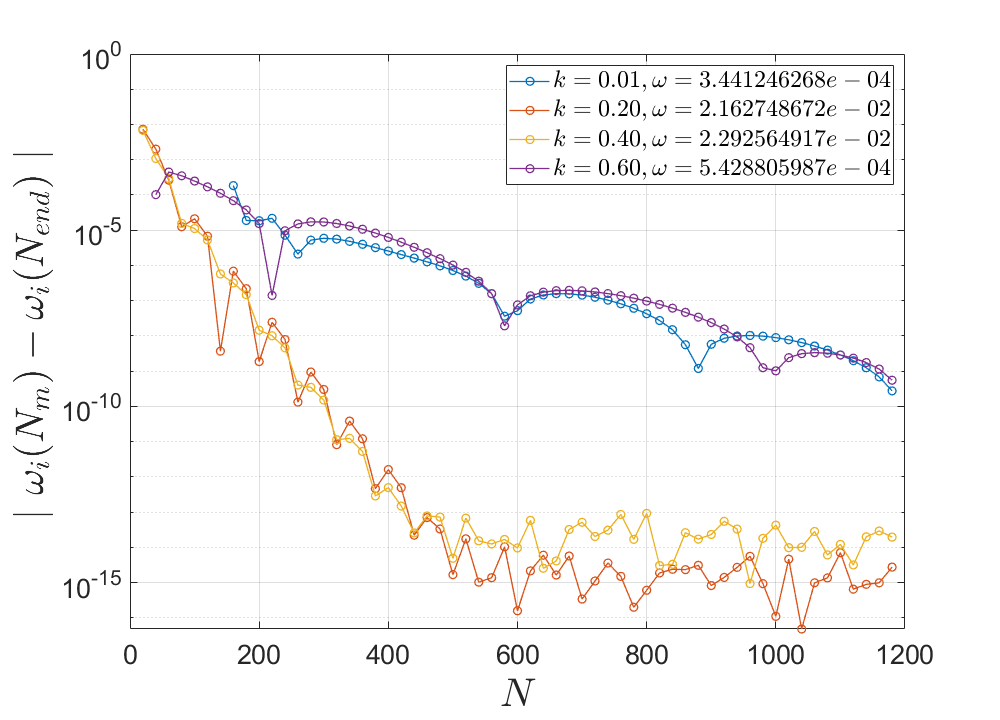 10^0
10^{-5}
10^{-10}
10^{-15}
| ω_i(N_m) − ω_i(N_{end}) |
k = 0.01, ω = 3.441246268e − 04
k = 0.20, ω = 2.162748672e − 02
k = 0.40, ω = 2.292564917e − 02
k = 0.60, ω = 5.428805987e − 04
0 200 400 600 800 1000 1200
N